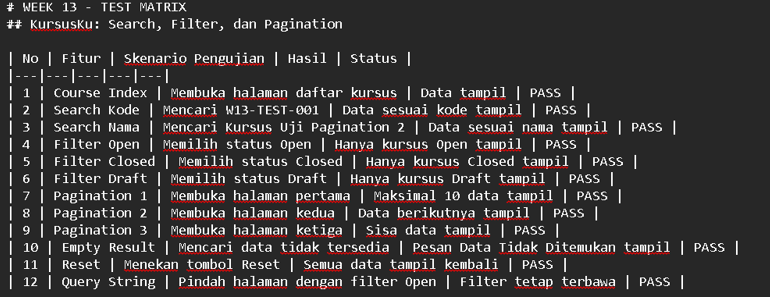 # WEEK 13 - TEST MATRIX
## KursusKu: Search, Filter, dan Pagination
| No | Fitur | Skenario Pengujian | Hasil | Status |
|---|---|---|---|---|
| 1 | Course Index | Membuka halaman daftar kursus | Data tampil | PASS |
| 2 | Search Kode | Mencari W13-TEST-001 | Data sesuai kode tampil | PASS |
| 3 | Search Nama | Mencari Kursus Uji Pagination 2 | Data sesuai nama tampil | PASS |
| 4 | Filter Open | Memilih status Open | Hanya kursus Open tampil | PASS |
| 5 | Filter Closed | Memilih status Closed | Hanya kursus Closed tampil | PASS |
| 6 | Filter Draft | Memilih status Draft | Hanya kursus Draft tampil | PASS |
| 7 | Pagination 1 | Membuka halaman pertama | Maksimal 10 data tampil | PASS |
| 8 | Pagination 2 | Membuka halaman kedua | Data berikutnya tampil | PASS |
| 9 | Pagination 3 | Membuka halaman ketiga | Sisa data tampil | PASS |
| 10 | Empty Result | Mencari data tidak tersedia | Pesan Data Tidak Ditemukan tampil | PASS |
| 11 | Reset | Menekan tombol Reset | Semua data tampil kembali | PASS |
| 12 | Query String | Pindah halaman dengan filter Open | Filter tetap terbawa | PASS |